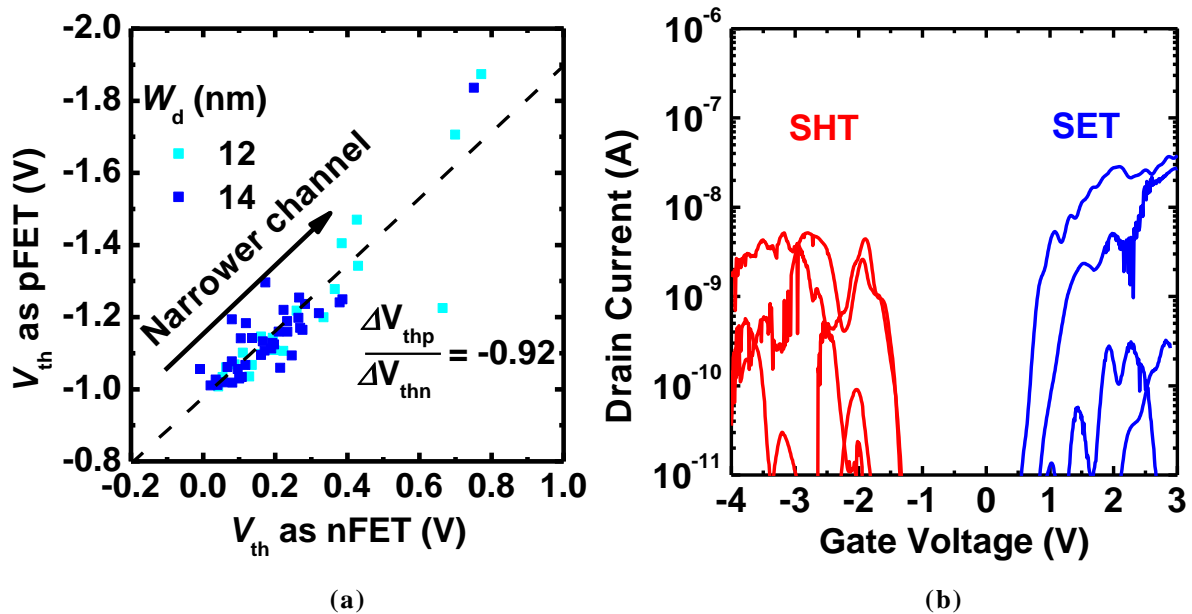 -2.0
-1.8
-1.6
-1.4
-1.2
-1.0
-0.8
V_th as pFET (V)
W_d (nm)
12
14
Narrower channel
ΔV_thp
ΔV_thn
= -0.92
-0.2 0.0 0.2 0.4 0.6 0.8 1.0
V_th as nFET (V)
(a)
10^-6
10^-7
10^-8
10^-9
10^-10
10^-11
Drain Current (A)
SHT
SET
-4 -3 -2 -1 0 1 2 3
Gate Voltage (V)
(b)